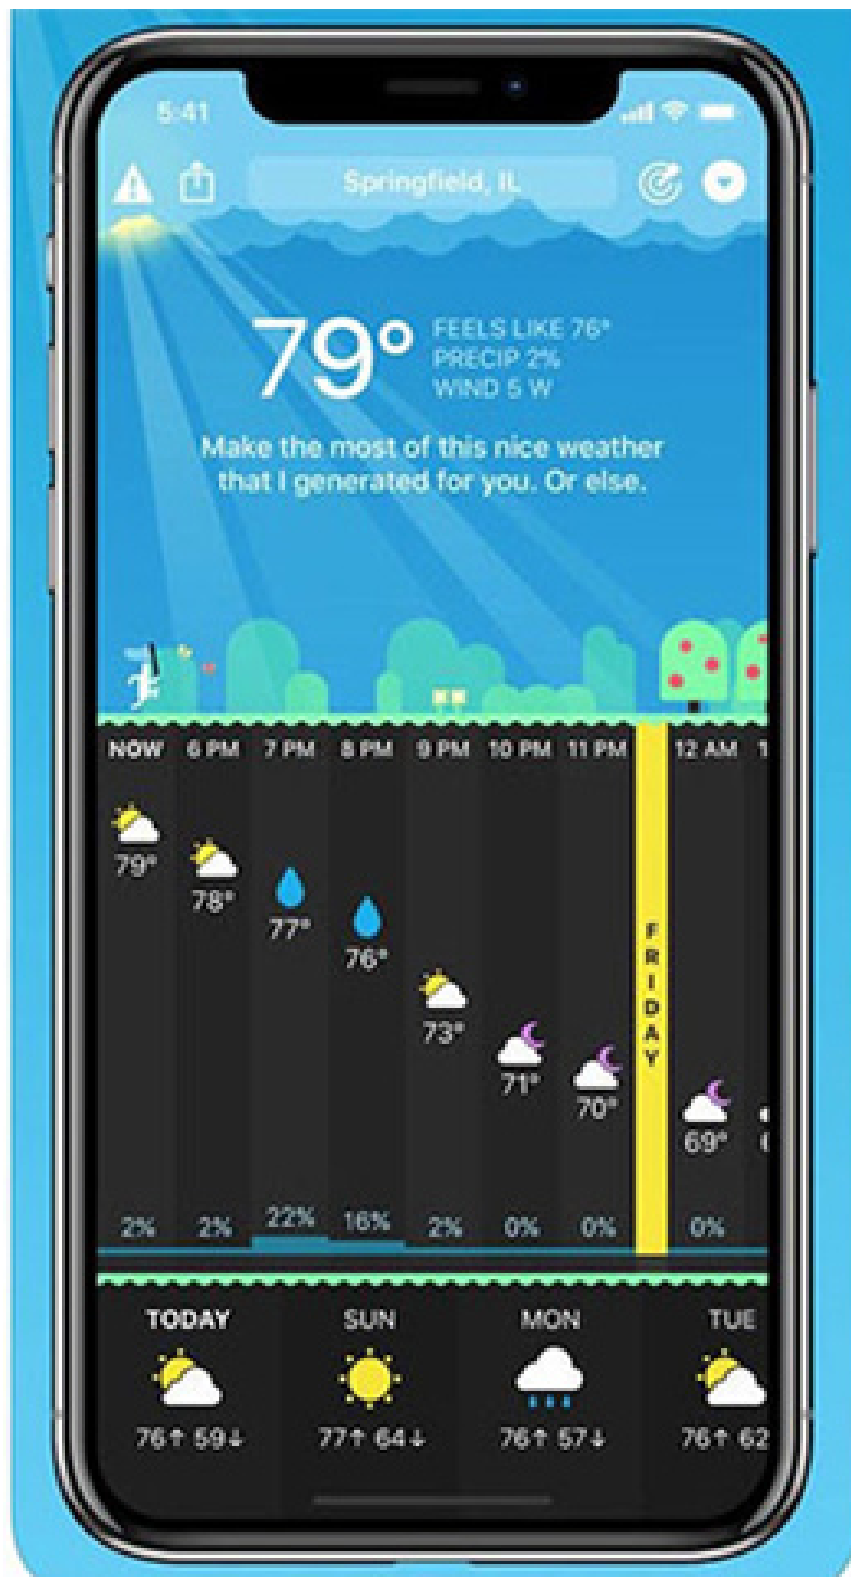 5:41
Springfield, IL
79°
FEELS LIKE 76°
PRECIP 2%
WIND 5 W
Make the most of this nice weather
that I generated for you. Or else.
NOW 6 PM 7 PM 8 PM 9 PM 10 PM 11 PM 12 AM 1
79° 78° 77° 76° 73° 71° 70° 69°
FRIDAY
2% 2% 22% 16% 2% 0% 0% 0%
TODAY SUN MON TUE
76↑ 59↓ 77↑ 64↓ 76↑ 57↓ 76↑ 62